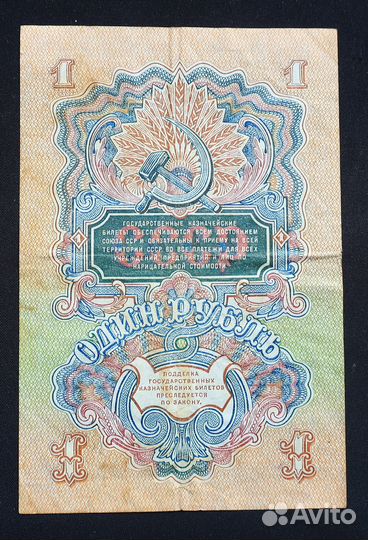 1 1
ГОСУДАРСТВЕННЫЕ КАЗНАЧЕЙСКИЕ
БИЛЕТЫ ОБЕСПЕЧИВАЮТСЯ ВСЕМ ДОСТОЯНИЕМ
СОЮЗА ССР И ОБЯЗАТЕЛЬНЫ К ПРИЕМУ НА ВСЕЙ
ТЕРРИТОРИИ СССР ВО ВСЕ ПЛАТЕЖИ ДЛЯ ВСЕХ
УЧРЕЖДЕНИЙ, ПРЕДПРИЯТИЙ И ЛИЦ ПО
НАРИЦАТЕЛЬНОЙ СТОИМОСТИ.
ОДИН РУБЛЬ
ПОДДЕЛКА
ГОСУДАРСТВЕННЫХ
КАЗНАЧЕЙСКИХ БИЛЕТОВ
ПРЕСЛЕДУЕТСЯ
ПО ЗАКОНУ.
1 1
Avito